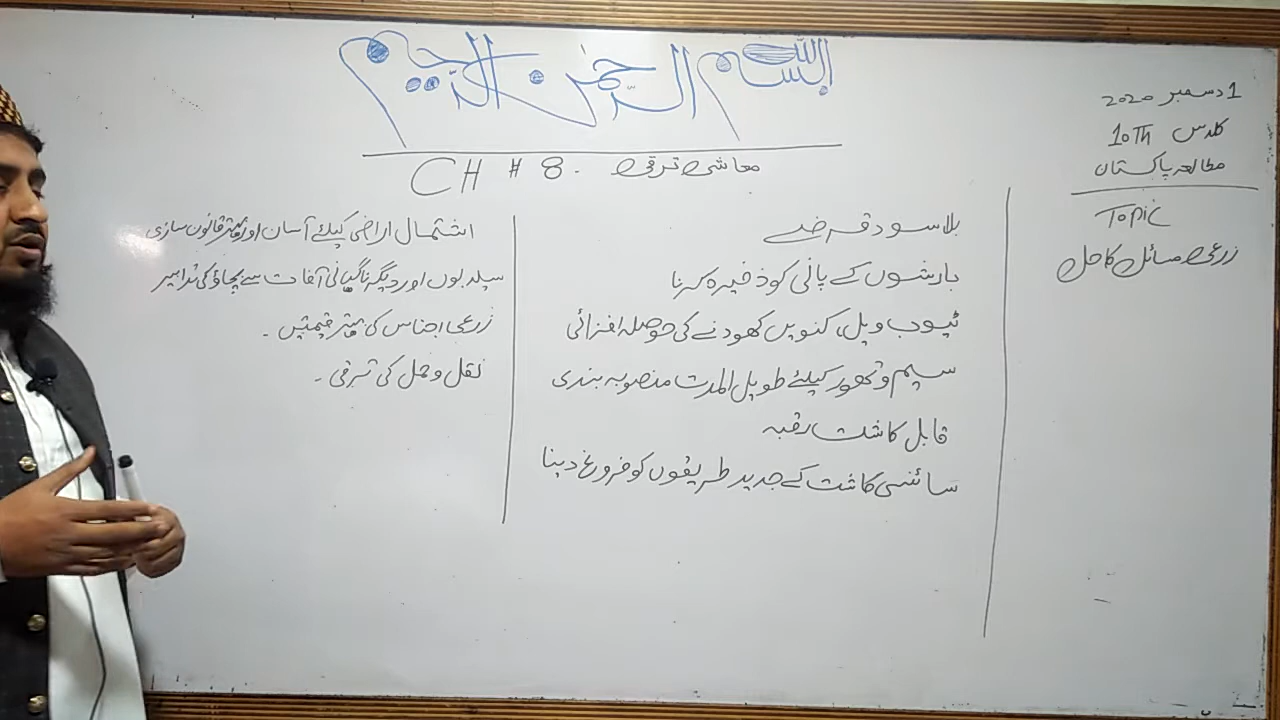 بسم اللہ الرحمٰن الرحیم
1 دسمبر 2020
کلاس 10Th
مطالعہ پاکستان
CH # 8. معاشی ترقی
Topic
زرعی مسائل کا حل
بلا سود قرضے
بارشوں کے پانی کو ذخیرہ کرنا
ٹیوب ویل، کنویں کھودنے کی حوصلہ افزائی
سیم و تھور کیلئے طویل المدت منصوبہ بندی
قابل کاشت رقبہ
سائنسی کاشت کے جدید طریقوں کو فروغ دینا
اشتمال اراضی کیلئے آسان اور بہتر قانون سازی
سیلابوں اور دیگر ناگہانی آفات سے بچاؤ کی تدابیر
زرعی اجناس کی بہتر قیمتیں۔
نقل و حمل کی ترقی۔